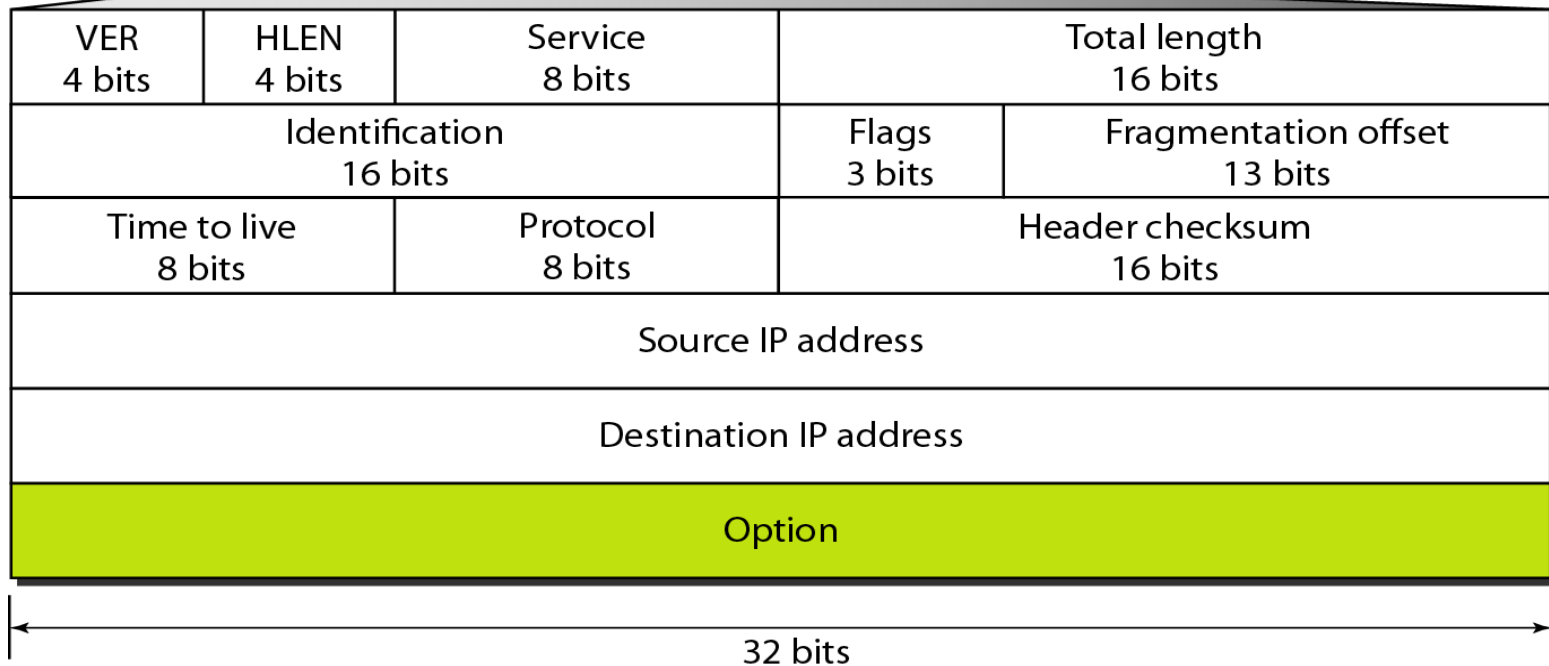 VER
4 bits
HLEN
4 bits
Service
8 bits
Total length
16 bits
Identification
16 bits
Flags
3 bits
Fragmentation offset
13 bits
Time to live
8 bits
Protocol
8 bits
Header checksum
16 bits
Source IP address
Destination IP address
Option
32 bits